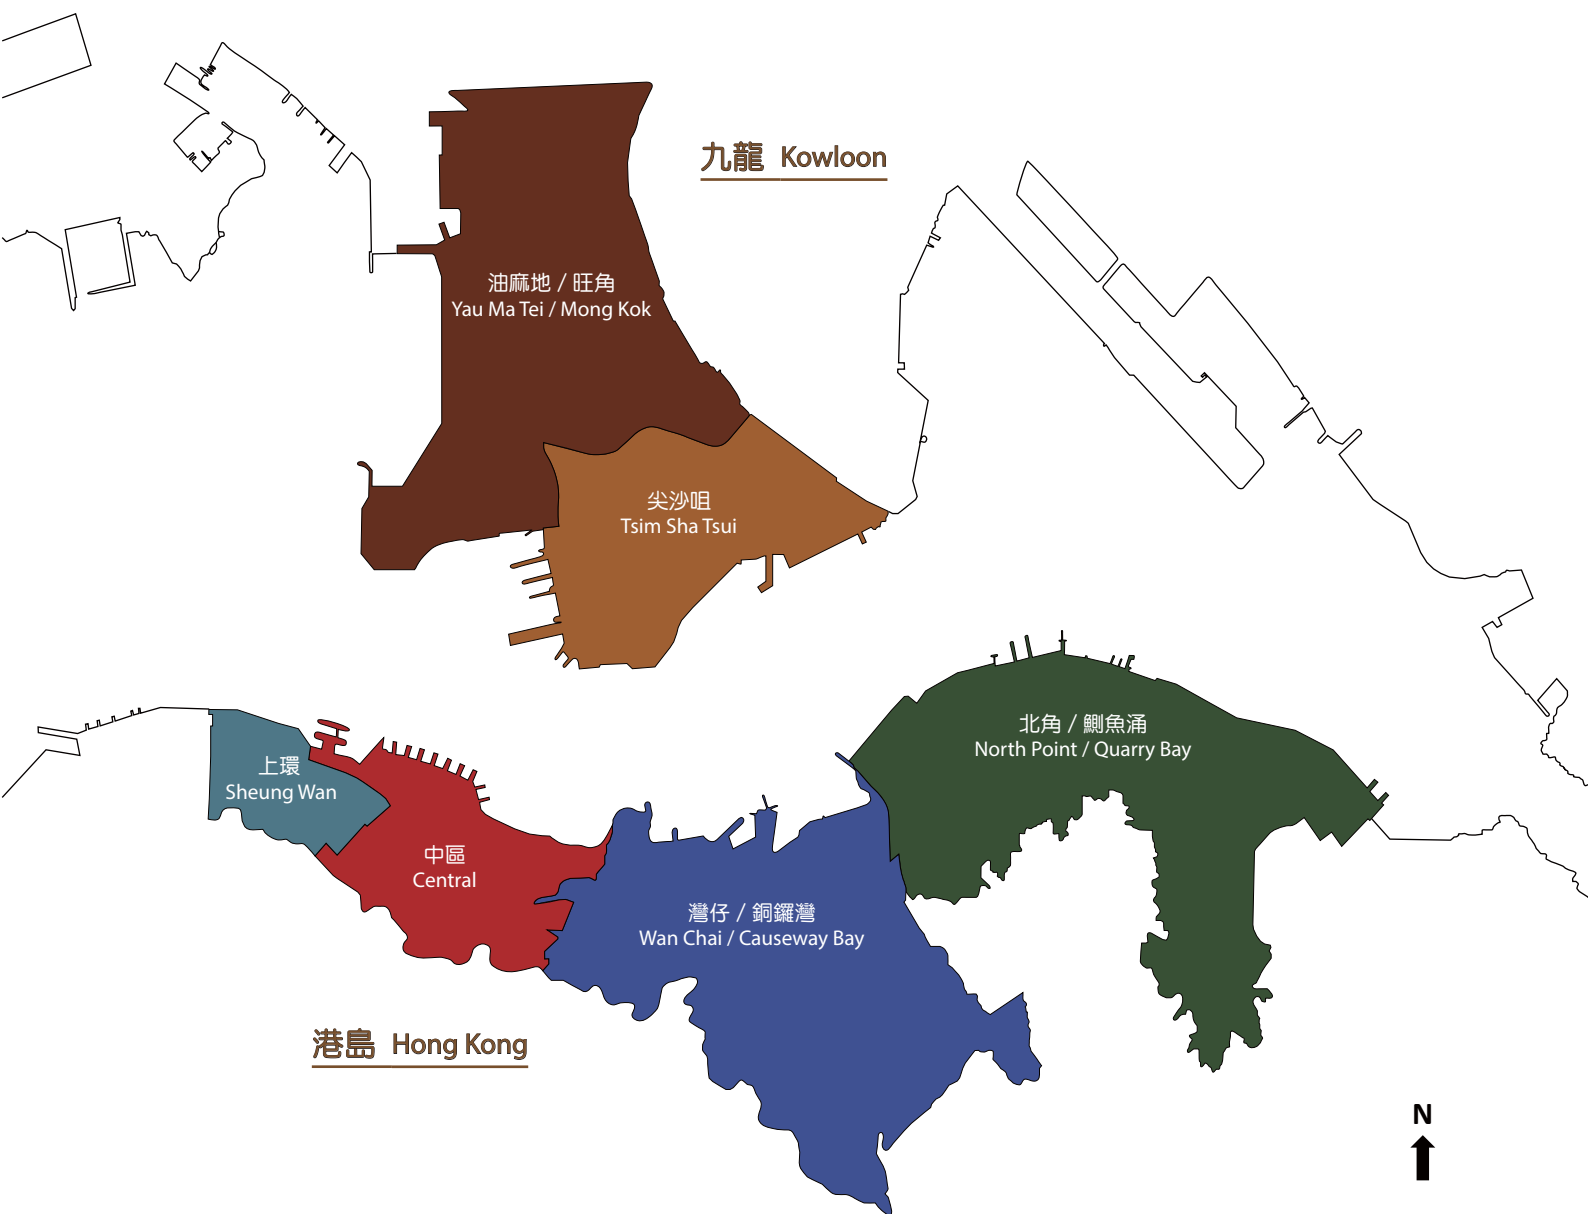 九龍 Kowloon
油麻地 / 旺角
Yau Ma Tei / Mong Kok
尖沙咀
Tsim Sha Tsui
北角 / 鰂魚涌
North Point / Quarry Bay
上環
Sheung Wan
中區
Central
灣仔 / 銅鑼灣
Wan Chai / Causeway Bay
港島 Hong Kong
N